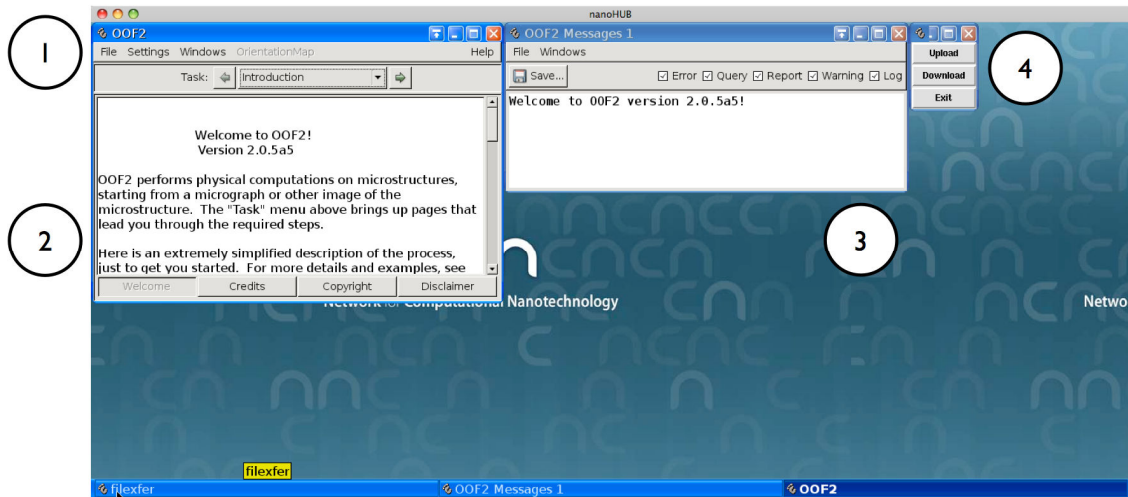 nanoHUB
1
OOF2
File Settings Windows OrientationMap Help
Task: Introduction
Welcome to OOF2!
Version 2.0.5a5
OOF2 performs physical computations on microstructures,
starting from a micrograph or other image of the
microstructure. The "Task" menu above brings up pages that
lead you through the required steps.
Here is an extremely simplified description of the process,
just to get you started. For more details and examples, see
Welcome Credits Copyright Disclaimer
2
OOF2 Messages 1
File Windows
Save... Error Query Report Warning Log
Welcome to OOF2 version 2.0.5a5!
Upload
Download
Exit
4
3
Network for Computational Nanotechnology
Netwo
filexfer
filexfer
OOF2 Messages 1
OOF2